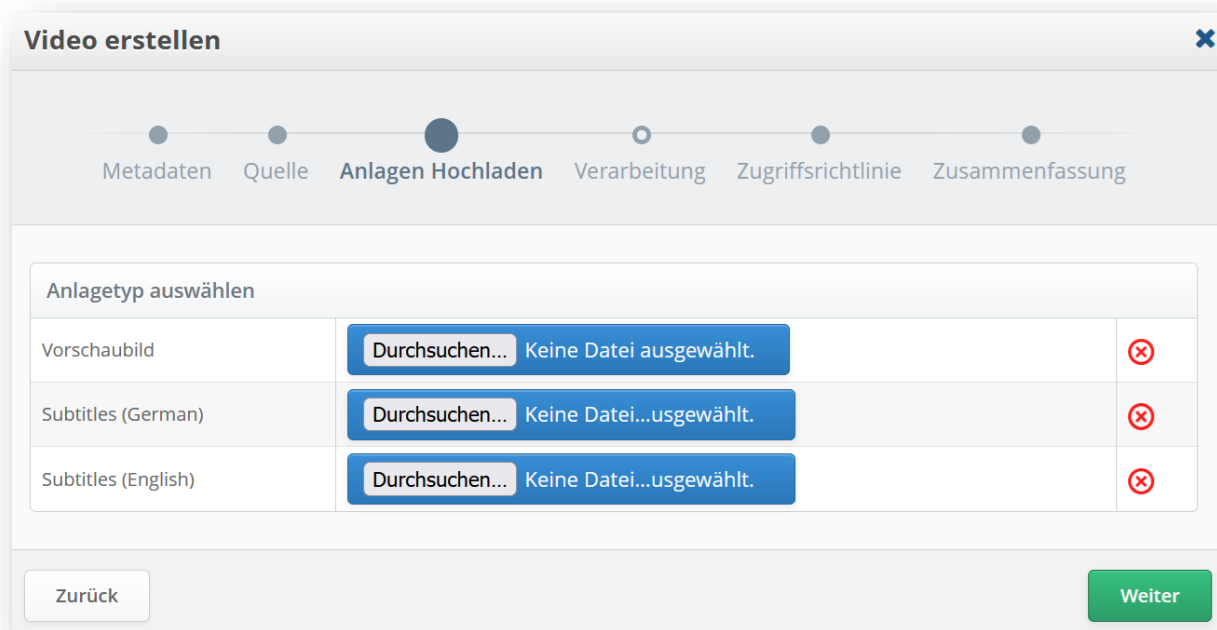 Video erstellen
Metadaten Quelle Anlagen Hochladen Verarbeitung Zugriffsrichtlinie Zusammenfassung
Anlagetyp auswählen
Vorschaubild Durchsuchen... Keine Datei ausgewählt.
Subtitles (German) Durchsuchen... Keine Datei...usgewählt.
Subtitles (English) Durchsuchen... Keine Datei...usgewählt.
Zurück Weiter